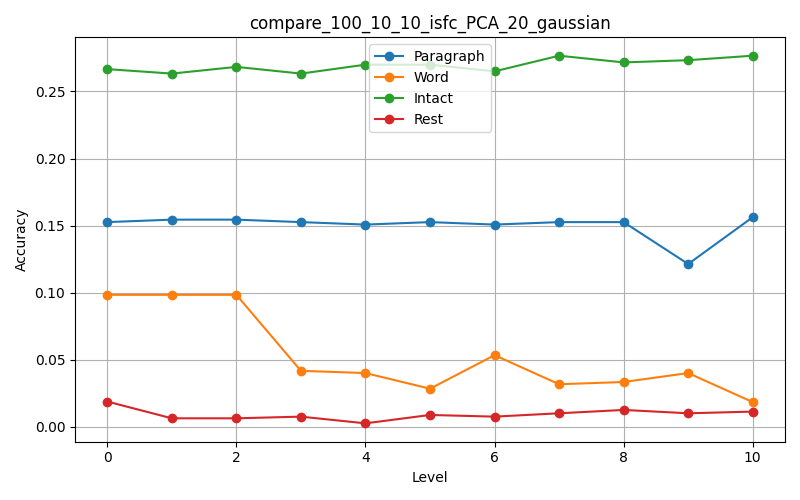 compare_100_10_10_isfc_PCA_20_gaussian
Paragraph
Word
Intact
Rest
Accuracy
0.25
0.20
0.15
0.10
0.05
0.00
0 2 4 6 8 10
Level